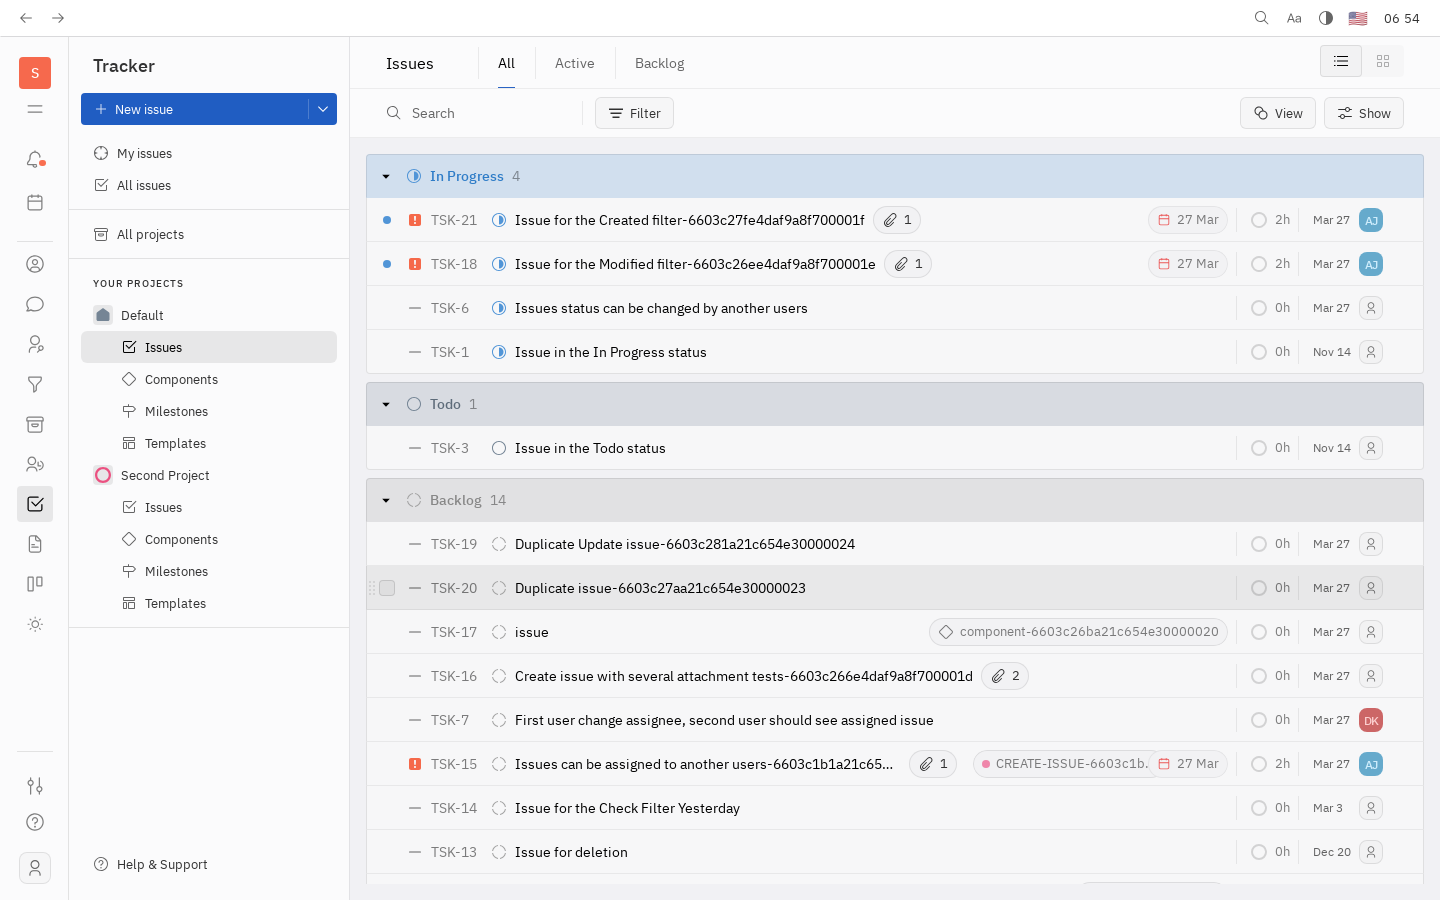 Aa 06 54
S
Tracker
New issue
My issues
All issues
All projects
YOUR PROJECTS
Default
Issues
Components
Milestones
Templates
Second Project
Issues
Components
Milestones
Templates
Help & Support
Issues All Active Backlog
Search Filter View Show
In Progress 4
TSK-21 Issue for the Created filter-6603c27fe4daf9a8f700001f 1 27 Mar 2h Mar 27 AJ
TSK-18 Issue for the Modified filter-6603c26ee4daf9a8f700001e 1 27 Mar 2h Mar 27 AJ
TSK-6 Issues status can be changed by another users 0h Mar 27
TSK-1 Issue in the In Progress status 0h Nov 14
Todo 1
TSK-3 Issue in the Todo status 0h Nov 14
Backlog 14
TSK-19 Duplicate Update issue-6603c281a21c654e30000024 0h Mar 27
TSK-20 Duplicate issue-6603c27aa21c654e30000023 0h Mar 27
TSK-17 issue component-6603c26ba21c654e30000020 0h Mar 27
TSK-16 Create issue with several attachment tests-6603c266e4daf9a8f700001d 2 0h Mar 27
TSK-7 First user change assignee, second user should see assigned issue 0h Mar 27 DK
TSK-15 Issues can be assigned to another users-6603c1b1a21c65... 1 CREATE-ISSUE-6603c1b. 27 Mar 2h Mar 27 AJ
TSK-14 Issue for the Check Filter Yesterday 0h Mar 3
TSK-13 Issue for deletion 0h Dec 20